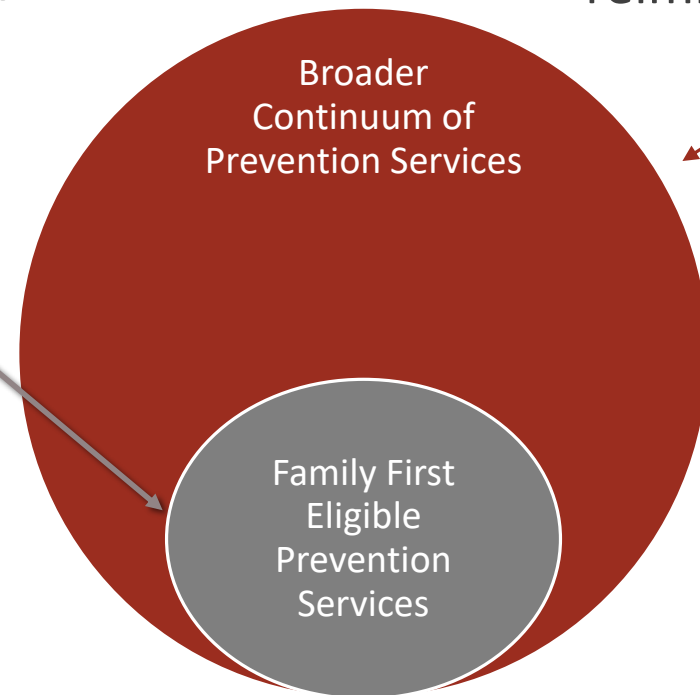 Broader
Continuum of
Prevention Services
Family First
Eligible
Prevention
Services